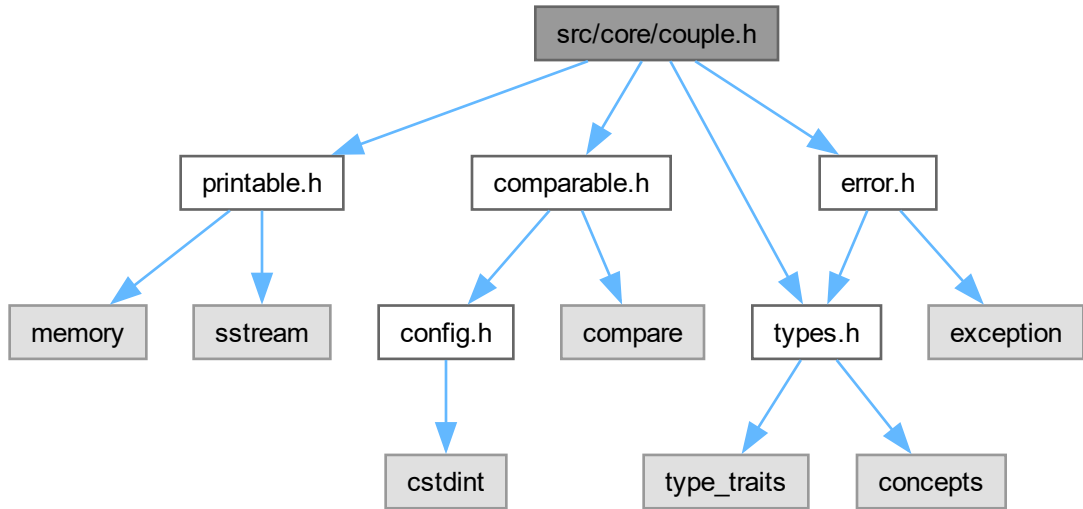 src/core/couple.h
printable.h
comparable.h
error.h
memory
sstream
config.h
compare
types.h
exception
cstdint
type_traits
concepts